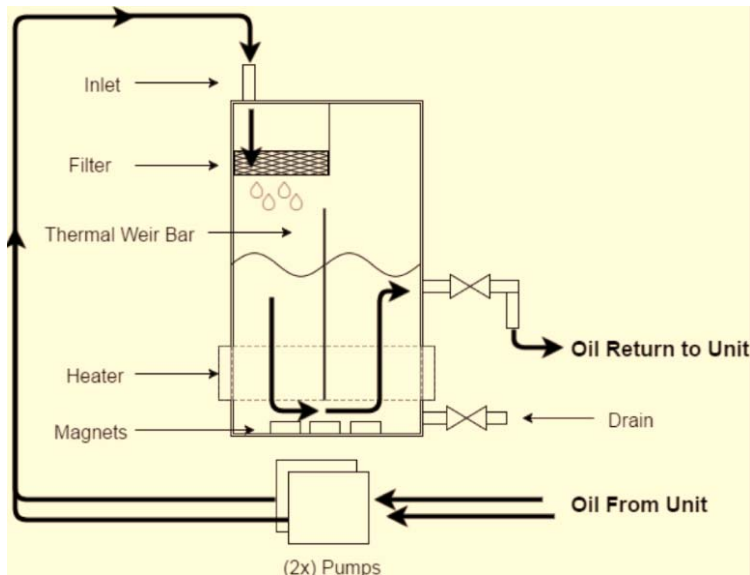 Inlet
Filter
Thermal Weir Bar
Oil Return to Unit
Heater
Drain
Magnets
Oil From Unit
(2x) Pumps